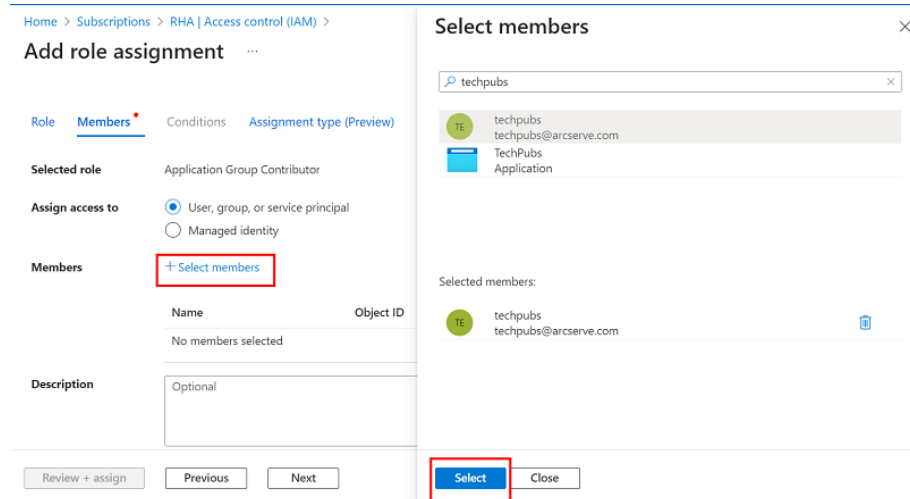 Home > Subscriptions > RHA | Access control (IAM) >
Add role assignment ...
Role Members Conditions Assignment type (Preview)
Selected role Application Group Contributor
Assign access to User, group, or service principal
Managed identity
Members + Select members
Name Object ID
No members selected
Description Optional
Review + assign Previous Next
Select members
techpubs
TE techpubs
techpubs@arcserve.com
TechPubs
Application
Selected members:
TE techpubs
techpubs@arcserve.com
Select Close